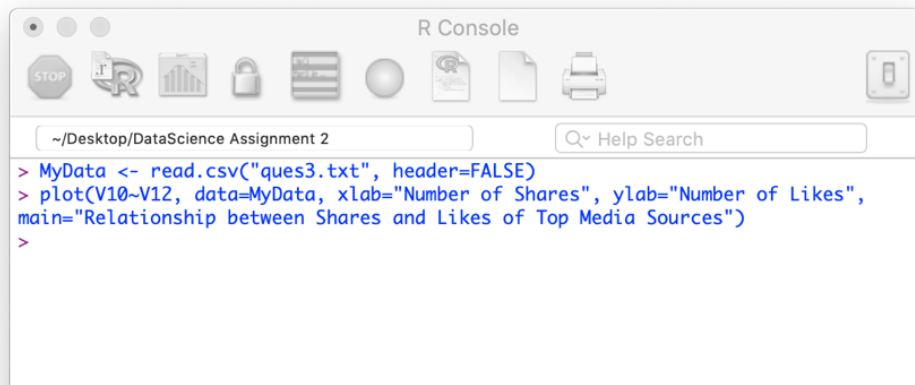 R Console
STOP
~/Desktop/DataScience Assignment 2
Help Search
> MyData <- read.csv("ques3.txt", header=FALSE)
> plot(V10~V12, data=MyData, xlab="Number of Shares", ylab="Number of Likes",
main="Relationship between Shares and Likes of Top Media Sources")
>